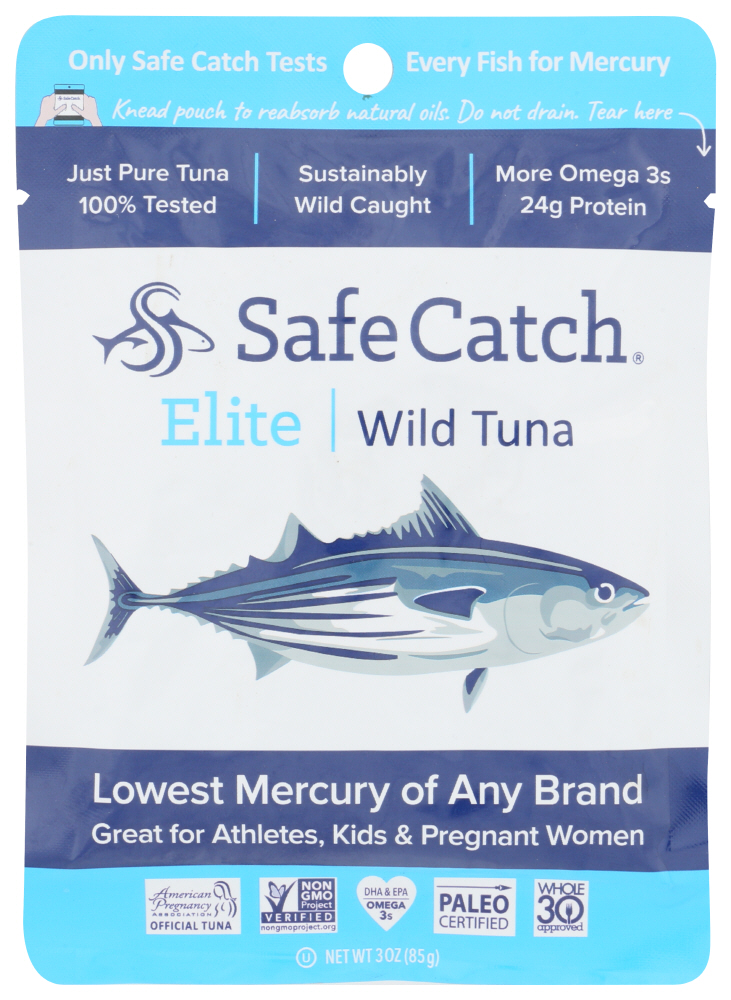 Only Safe Catch Tests Every Fish for Mercury
Knead pouch to reabsorb natural oils. Do not drain. Tear here
Just Pure Tuna
100% Tested
Sustainably
Wild Caught
More Omega 3s
24g Protein
Safe Catch®
Elite | Wild Tuna
Lowest Mercury of Any Brand
Great for Athletes, Kids & Pregnant Women
American
Pregnancy
ASSOCIATION
OFFICIAL TUNA
NON
GMO
Project
VERIFIED
nongmoproject.org
DHA & EPA
OMEGA
3s
PALEO
CERTIFIED
WHOLE
30
approved
U NET WT 3 OZ (85g)